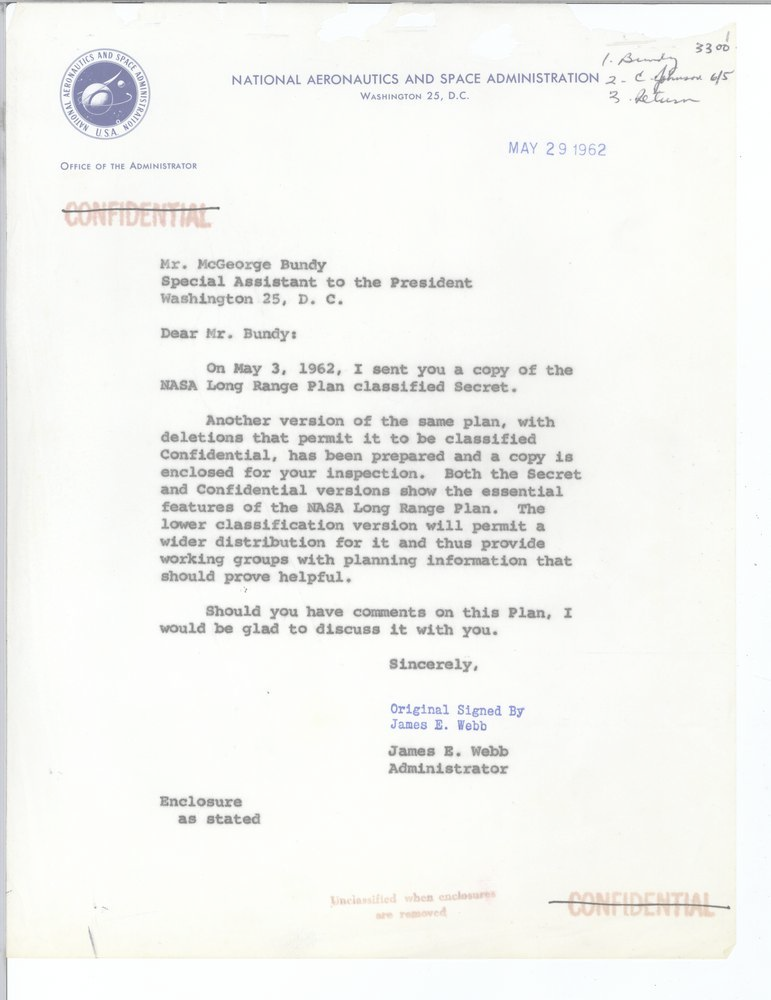 3300
1. Bundy
NATIONAL AERONAUTICS AND SPACE ADMINISTRATION
2 - C. Johnson 6/5
WASHINGTON 25, D.C.
3. Return
NATIONAL AERONAUTICS AND SPACE ADMINISTRATION
U.S.A.
MAY 29 1962
OFFICE OF THE ADMINISTRATOR
CONFIDENTIAL
Mr. McGeorge Bundy
Special Assistant to the President
Washington 25, D. C.
Dear Mr. Bundy:
On May 3, 1962, I sent you a copy of the
NASA Long Range Plan classified Secret.
Another version of the same plan, with
deletions that permit it to be classified
Confidential, has been prepared and a copy is
enclosed for your inspection. Both the Secret
and Confidential versions show the essential
features of the NASA Long Range Plan. The
lower classification version will permit a
wider distribution for it and thus provide
working groups with planning information that
should prove helpful.
Should you have comments on this Plan, I
would be glad to discuss it with you.
Sincerely,
Original Signed By
James E. Webb
James E. Webb
Administrator
Enclosure
as stated
Unclassified when enclosures
are removed
CONFIDENTIAL